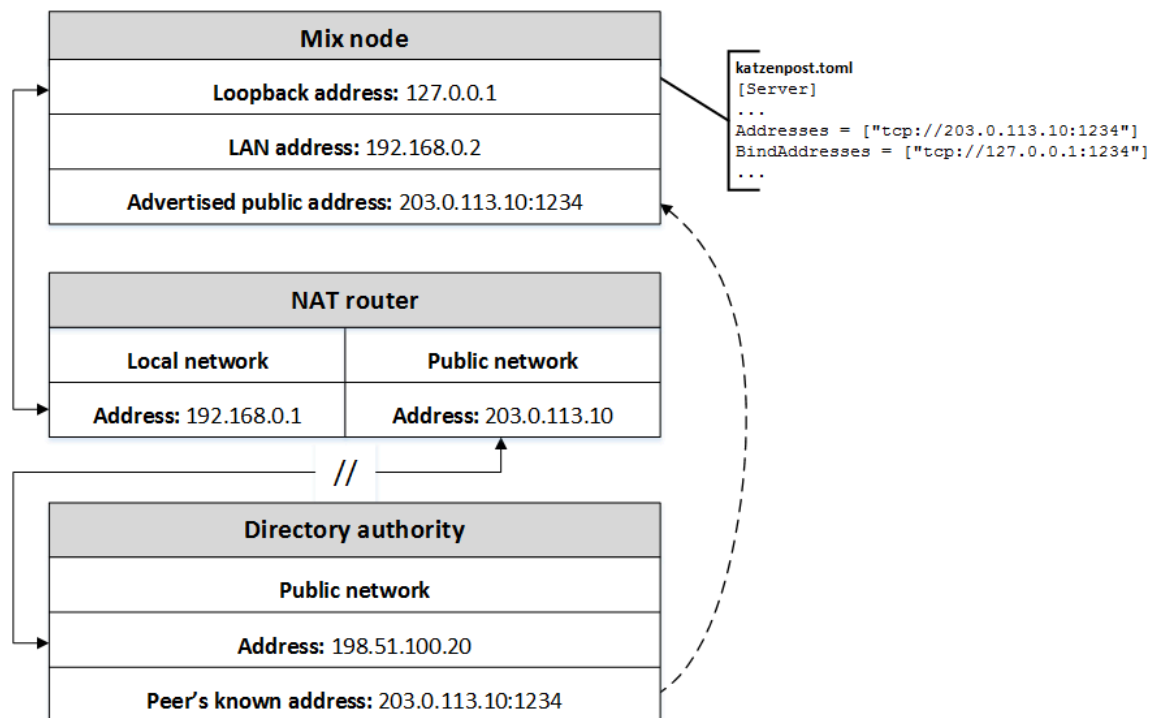 Mix node
Loopback address: 127.0.0.1
LAN address: 192.168.0.2
Advertised public address: 203.0.113.10:1234
katzenpost.toml
[Server]
...
Addresses = ["tcp://203.0.113.10:1234"]
BindAddresses = ["tcp://127.0.0.1:1234"]
...
NAT router
Local network
Public network
Address: 192.168.0.1
Address: 203.0.113.10
//
Directory authority
Public network
Address: 198.51.100.20
Peer’s known address: 203.0.113.10:1234